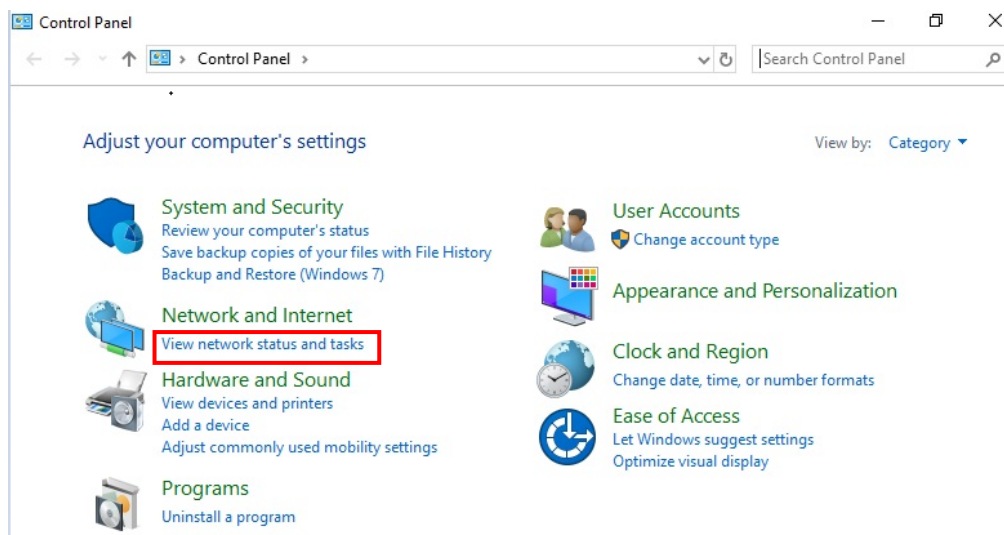 Control Panel
Control Panel
Search Control Panel
Adjust your computer's settings
View by: Category
System and Security
Review your computer's status
Save backup copies of your files with File History
Backup and Restore (Windows 7)
Network and Internet
View network status and tasks
Hardware and Sound
View devices and printers
Add a device
Adjust commonly used mobility settings
Programs
Uninstall a program
User Accounts
Change account type
Appearance and Personalization
Clock and Region
Change date, time, or number formats
Ease of Access
Let Windows suggest settings
Optimize visual display